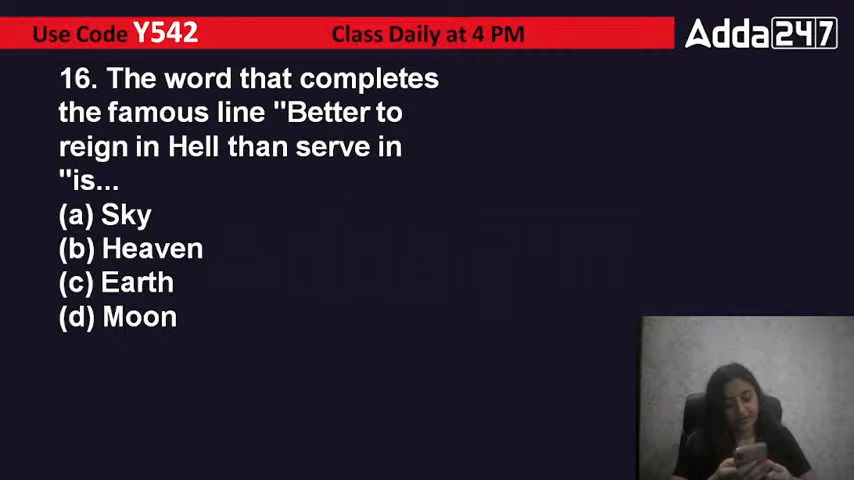 Use Code Y542
Class Daily at 4 PM
Adda247
16. The word that completes
the famous line "Better to
reign in Hell than serve in
"is...
(a) Sky
(b) Heaven
(c) Earth
(d) Moon